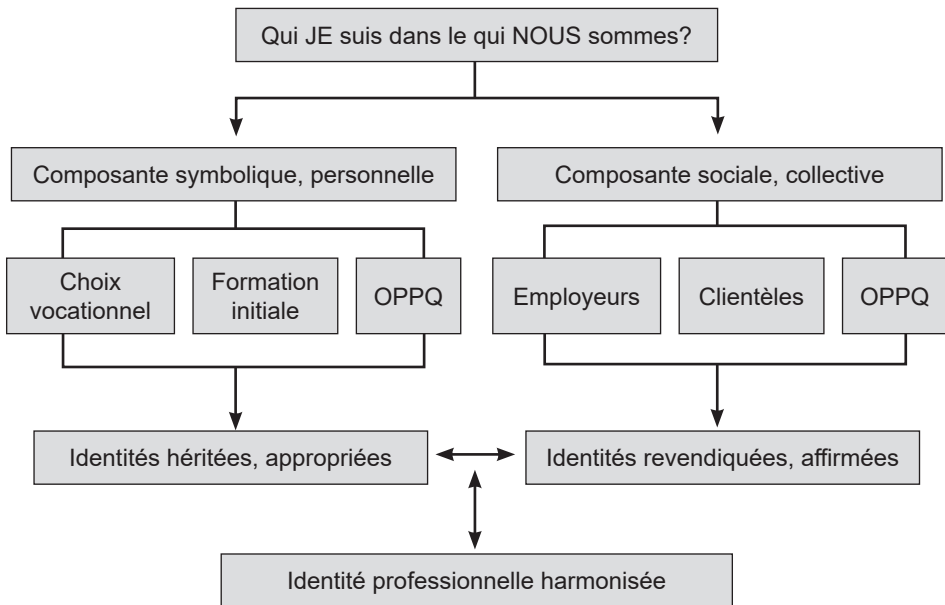 Qui JE suis dans le qui NOUS sommes?
Composante symbolique, personnelle
Composante sociale, collective
Choix
vocationnel
Formation
initiale
OPPQ
Employeurs
Clientèles
OPPQ
Identités héritées, appropriées
Identités revendiquées, affirmées
Identité professionnelle harmonisée